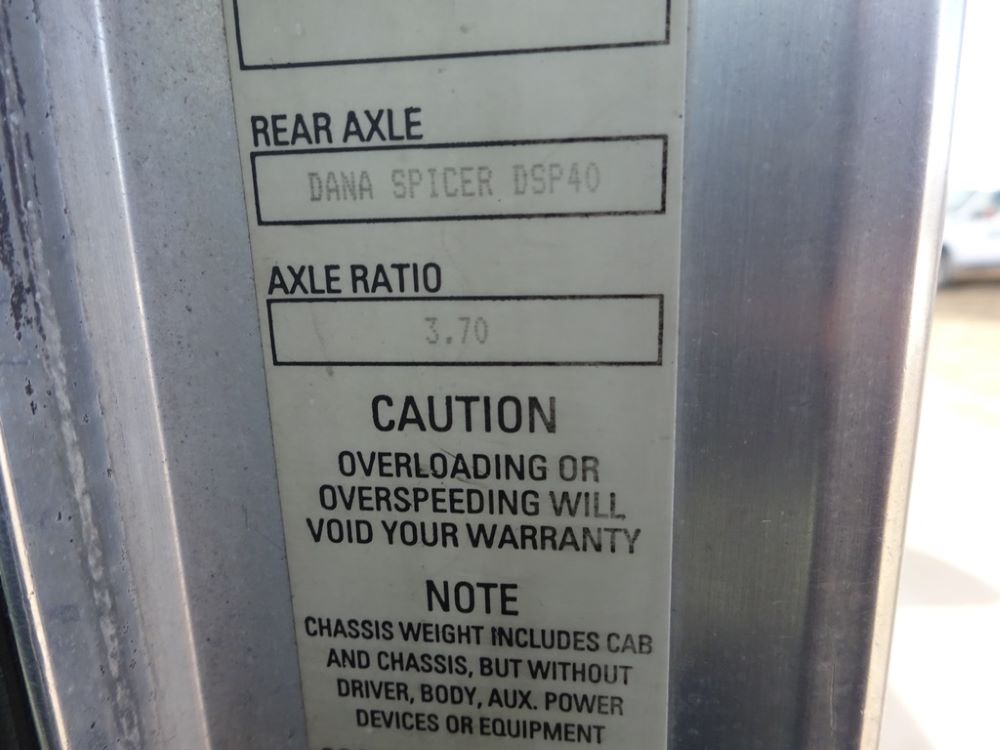 REAR AXLE
DANA SPICER DSP40
AXLE RATIO
3.70
CAUTION
OVERLOADING OR
OVERSPEEDING WILL
VOID YOUR WARRANTY
NOTE
CHASSIS WEIGHT INCLUDES CAB
AND CHASSIS, BUT WITHOUT
DRIVER, BODY, AUX. POWER
DEVICES OR EQUIPMENT